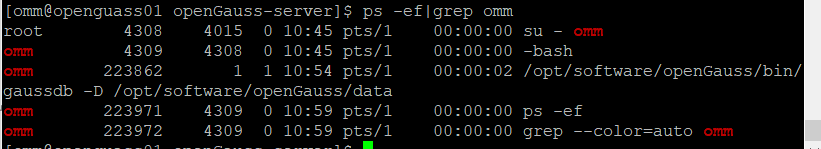 [omm@openguass01 openGauss-server]$ ps -ef|grep omm
root        4308    4015  0 10:45 pts/1    00:00:00 su - omm
omm         4309    4308  0 10:45 pts/1    00:00:00 -bash
omm       223862       1  1 10:54 pts/1    00:00:02 /opt/software/openGauss/bin/
gaussdb -D /opt/software/openGauss/data
omm       223971    4309  0 10:59 pts/1    00:00:00 ps -ef
omm       223972    4309  0 10:59 pts/1    00:00:00 grep --color=auto omm
[omm@openguass01 openGauss-server]$